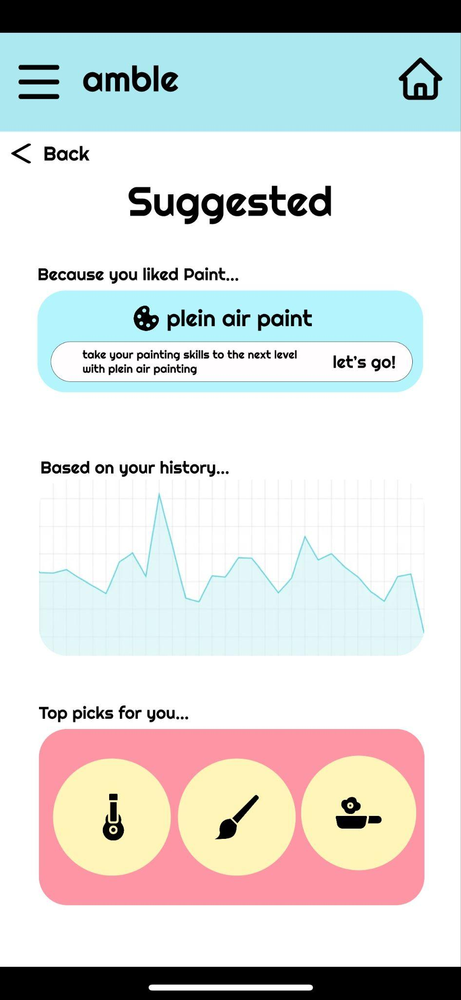 amble
Back
Suggested
Because you liked Paint...
plein air paint
take your painting skills to the next level
with plein air painting
let's go!
Based on your history...
Top picks for you...